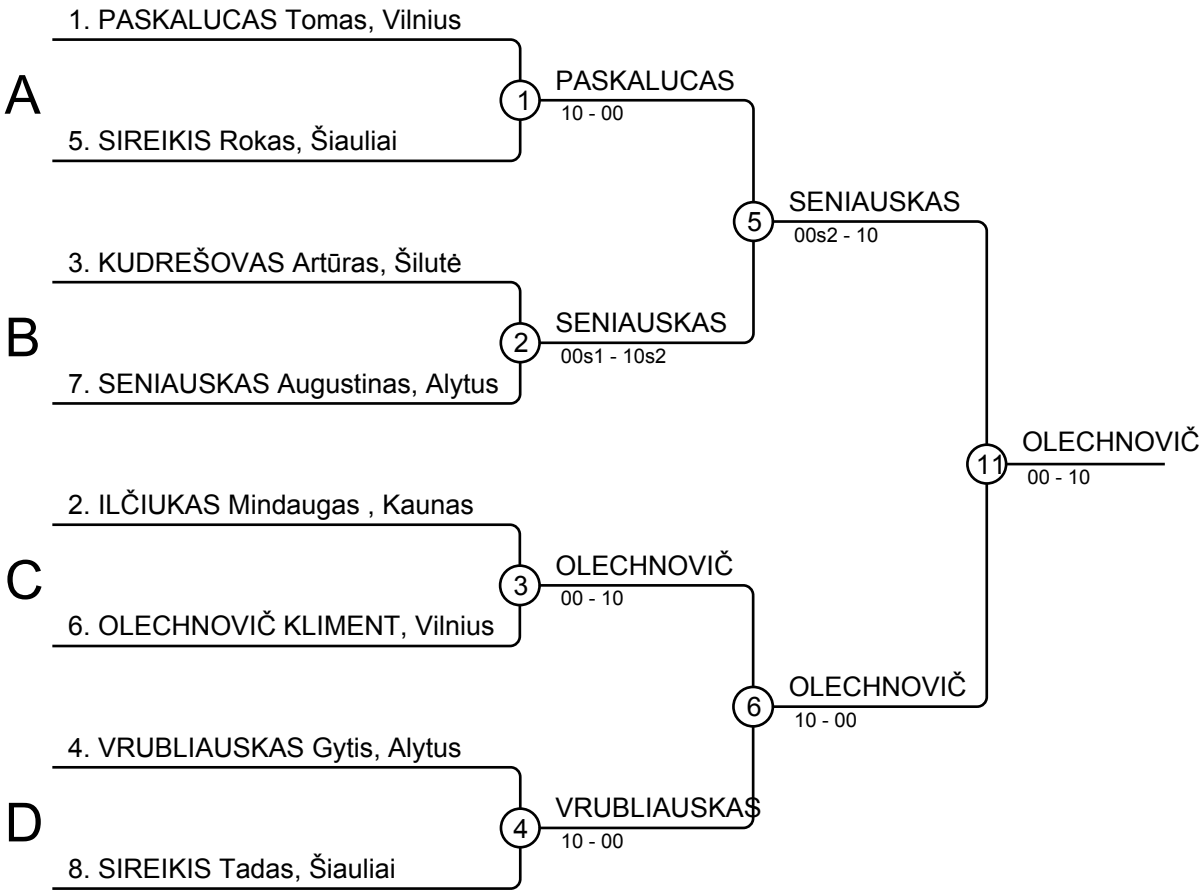 1. PASKALUCAS Tomas, Vilnius
A
1
PASKALUCAS
10 - 00
5. SIREIKIS Rokas, Šiauliai
5
SENIAUSKAS
00s2 - 10
3. KUDREŠOVAS Artūras, Šilutė
B
2
SENIAUSKAS
00s1 - 10s2
7. SENIAUSKAS Augustinas, Alytus
11
OLECHNOVIČ
00 - 10
2. ILČIUKAS Mindaugas , Kaunas
C
3
OLECHNOVIČ
00 - 10
6. OLECHNOVIČ KLIMENT, Vilnius
6
OLECHNOVIČ
10 - 00
4. VRUBLIAUSKAS Gytis, Alytus
D
4
VRUBLIAUSKAS
10 - 00
8. SIREIKIS Tadas, Šiauliai